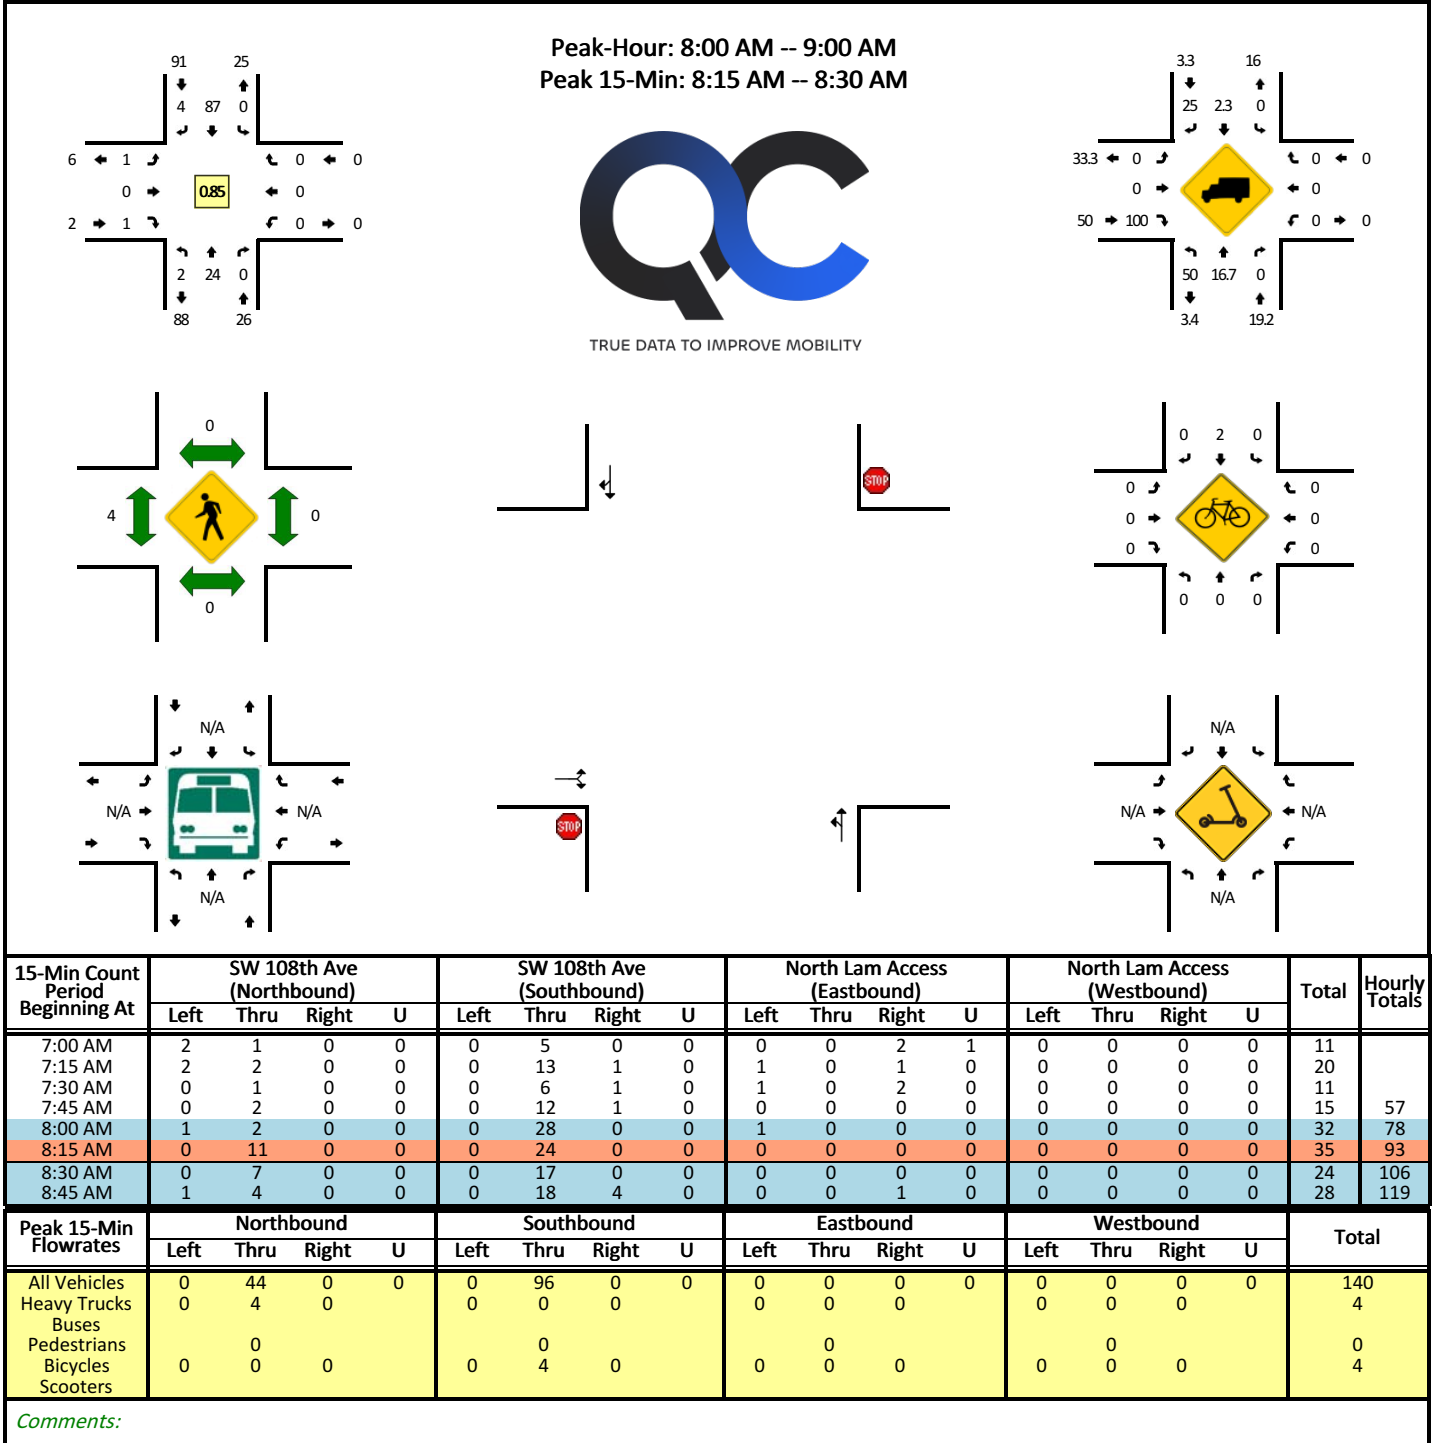 Peak-Hour: 8:00 AM -- 9:00 AM
Peak 15-Min: 8:15 AM -- 8:30 AM
91 25
4 87 0
6 1 0 0
0 0.85 0
2 1 0 0
2 24 0
88 26
QC
TRUE DATA TO IMPROVE MOBILITY
3.3 16
25 2.3 0
33.3 0 0 0
0 0
50 100 0 0
50 16.7 0
3.4 19.2
0
4 0
0
STOP
0 2 0
0 0
0 0
0 0
0 0 0
N/A
N/A N/A
N/A
STOP
N/A
N/A N/A
N/A
15-Min Count Period Beginning At SW 108th Ave (Northbound) SW 108th Ave (Southbound) North Lam Access (Eastbound) North Lam Access (Westbound) Total Hourly Totals
Left Thru Right U Left Thru Right U Left Thru Right U Left Thru Right U
7:00 AM 2 1 0 0 0 5 0 0 0 0 2 1 0 0 0 0 11
7:15 AM 2 2 0 0 0 13 1 0 1 0 1 0 0 0 0 0 20
7:30 AM 0 1 0 0 0 6 1 0 1 0 2 0 0 0 0 0 11
7:45 AM 0 2 0 0 0 12 1 0 0 0 0 0 0 0 0 0 15 57
8:00 AM 1 2 0 0 0 28 0 0 1 0 0 0 0 0 0 0 32 78
8:15 AM 0 11 0 0 0 24 0 0 0 0 0 0 0 0 0 0 35 93
8:30 AM 0 7 0 0 0 17 0 0 0 0 0 0 0 0 0 0 24 106
8:45 AM 1 4 0 0 0 18 4 0 0 0 1 0 0 0 0 0 28 119
Peak 15-Min Flowrates Northbound Southbound Eastbound Westbound Total
Left Thru Right U Left Thru Right U Left Thru Right U Left Thru Right U
All Vehicles 0 44 0 0 0 96 0 0 0 0 0 0 0 0 0 0 140
Heavy Trucks 0 4 0 0 0 0 0 0 0 0 0 0 4
Buses
Pedestrians 0 0 0 0 0
Bicycles 0 0 0 0 4 0 0 0 0 0 0 0 4
Scooters
Comments: